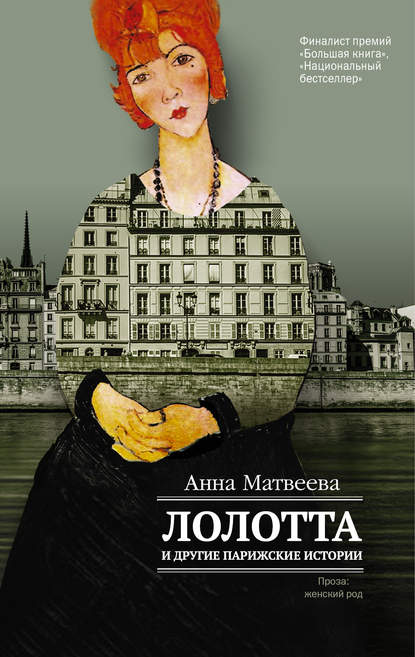 Финалист премий
«Большая книга»,
«Национальный
бестселлер»
Анна Матвеева
ЛОЛОТТА
И ДРУГИЕ ПАРИЖСКИЕ ИСТОРИИ
Проза:
женский род